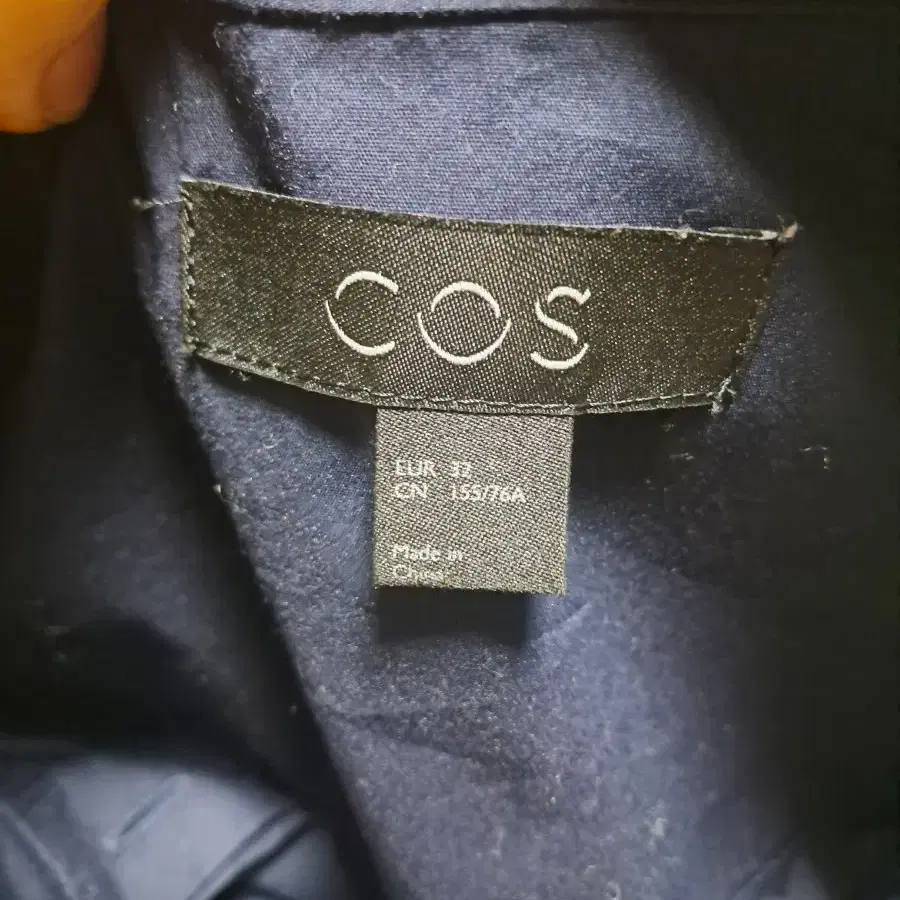 COS
EUR 32
CN 155/76A
Made in
China